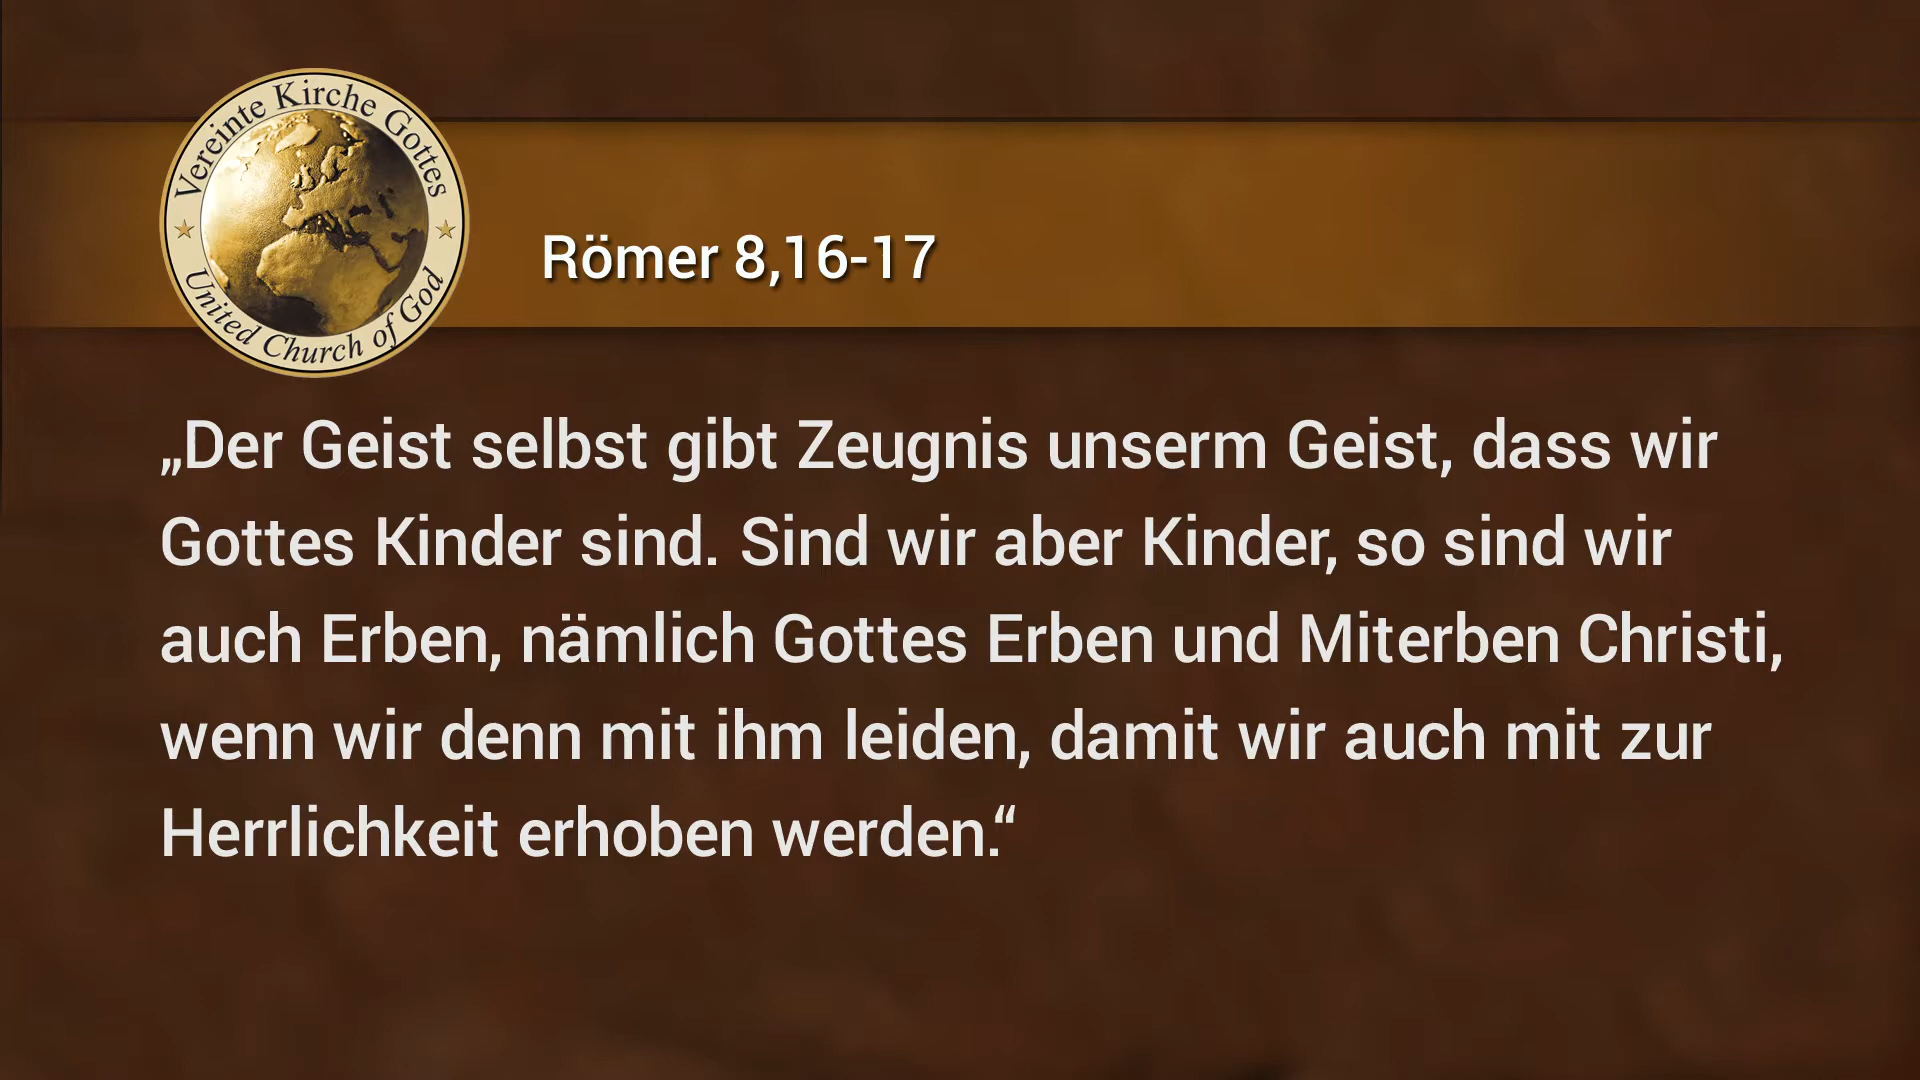 Vereinte Kirche Gottes
United Church of God
Römer 8,16-17
„Der Geist selbst gibt Zeugnis unserm Geist, dass wir
Gottes Kinder sind. Sind wir aber Kinder, so sind wir
auch Erben, nämlich Gottes Erben und Miterben Christi,
wenn wir denn mit ihm leiden, damit wir auch mit zur
Herrlichkeit erhoben werden.“